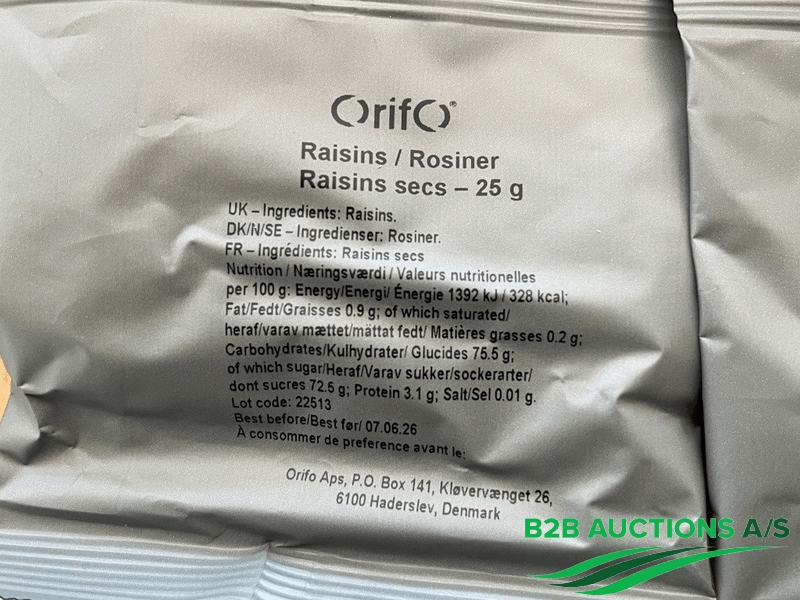 Orifo®
Raisins / Rosiner
Raisins secs – 25 g
UK – Ingredients: Raisins.
DK/N/SE – Ingredienser: Rosiner.
FR – Ingrédients: Raisins secs
Nutrition / Næringsværdi / Valeurs nutritionelles
per 100 g: Energy/Energi/ Énergie 1392 kJ / 328 kcal;
Fat/Fedt/Graisses 0.9 g; of which saturated/
heraf/varav mættet/mättat fedt/ Matières grasses 0.2 g;
Carbohydrates/Kulhydrater/ Glucides 75.5 g;
of which sugar/Heraf/Varav sukker/sockerarter/
dont sucres 72.5 g; Protein 3.1 g; Salt/Sel 0.01 g.
Lot code: 22513
Best before/Best før/ 07.06.26
À consommer de preference avant le:
Orifo Aps, P.O. Box 141, Kløvervænget 26,
6100 Haderslev, Denmark
B2B AUCTIONS A/S